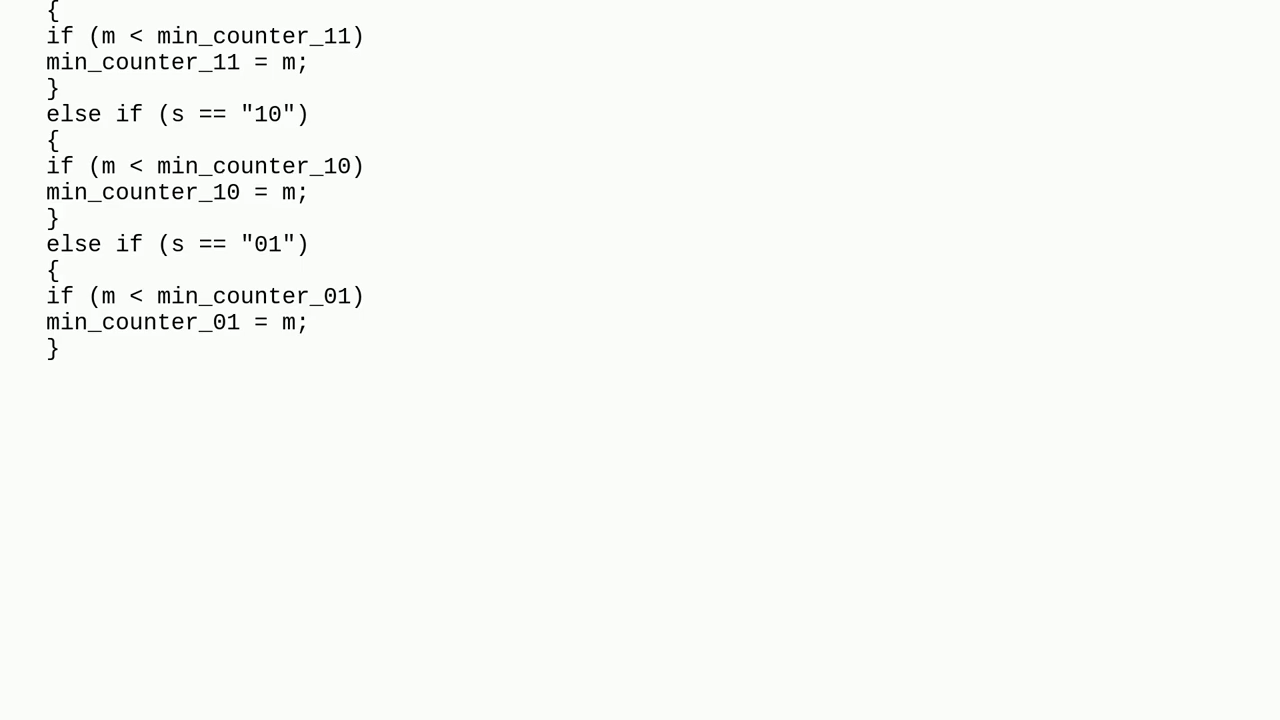 {
if (m < min_counter_11)
min_counter_11 = m;
}
else if (s == "10")
{
if (m < min_counter_10)
min_counter_10 = m;
}
else if (s == "01")
{
if (m < min_counter_01)
min_counter_01 = m;
}